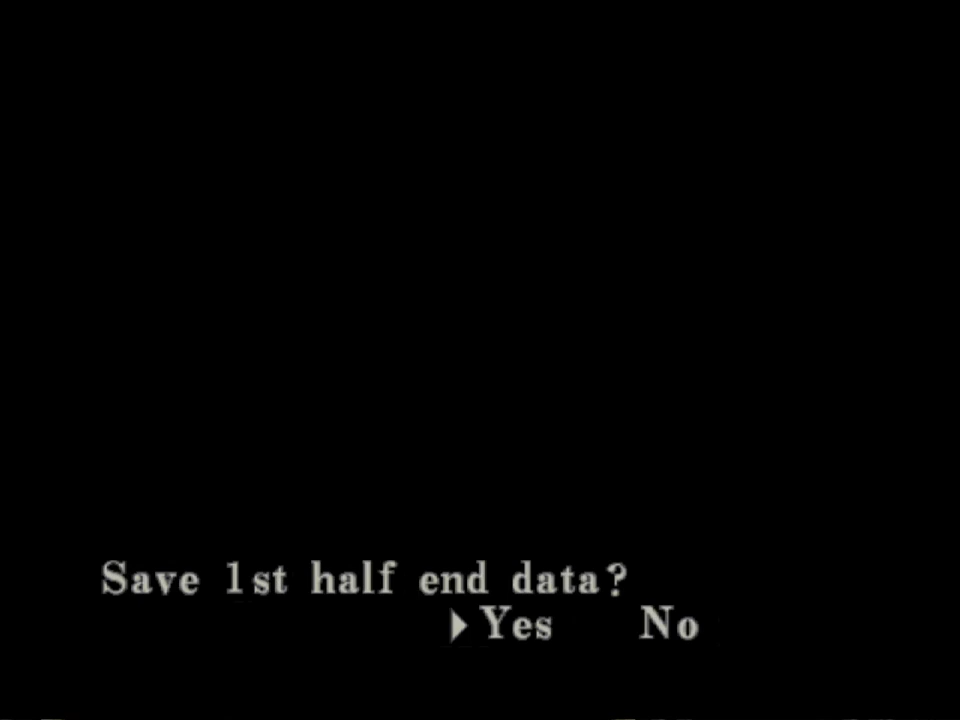 Save 1st half end data?
Yes No